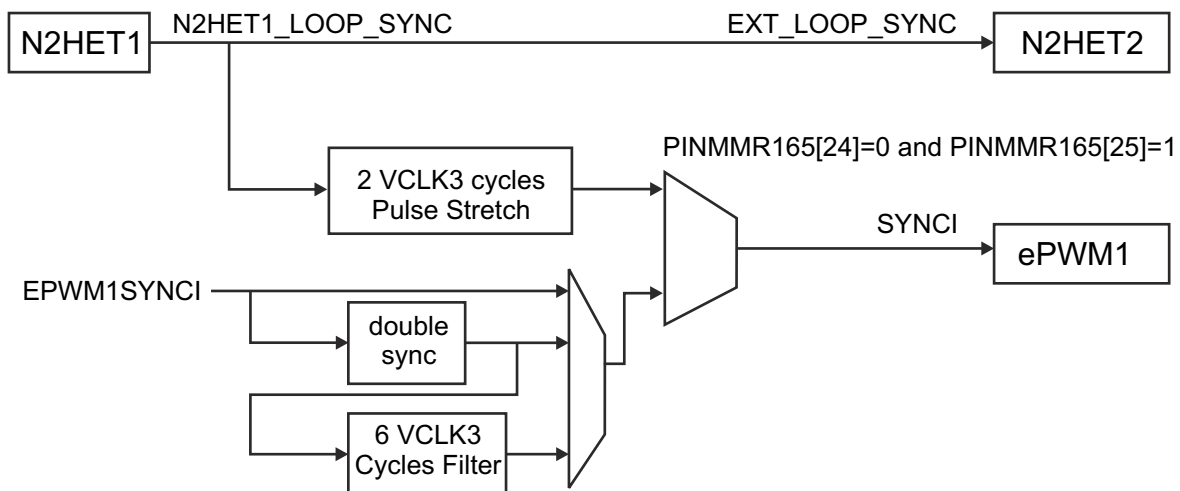 N2HET1
N2HET1_LOOP_SYNC
EXT_LOOP_SYNC
N2HET2
PINMMR165[24]=0 and PINMMR165[25]=1
2 VCLK3 cycles
Pulse Stretch
SYNCI
ePWM1
EPWM1SYNCI
double
sync
6 VCLK3
Cycles Filter